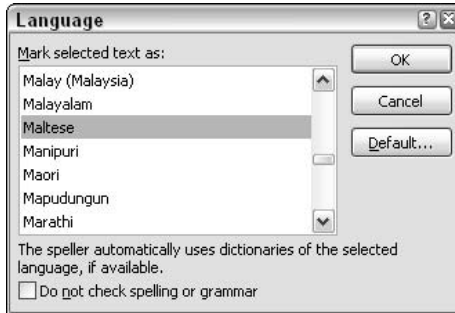 Language
Mark selected text as:
Malay (Malaysia)
Malayalam
Maltese
Manipuri
Maori
Mapudungun
Marathi
OK
Cancel
Default...
The speller automatically uses dictionaries of the selected
language, if available.
Do not check spelling or grammar